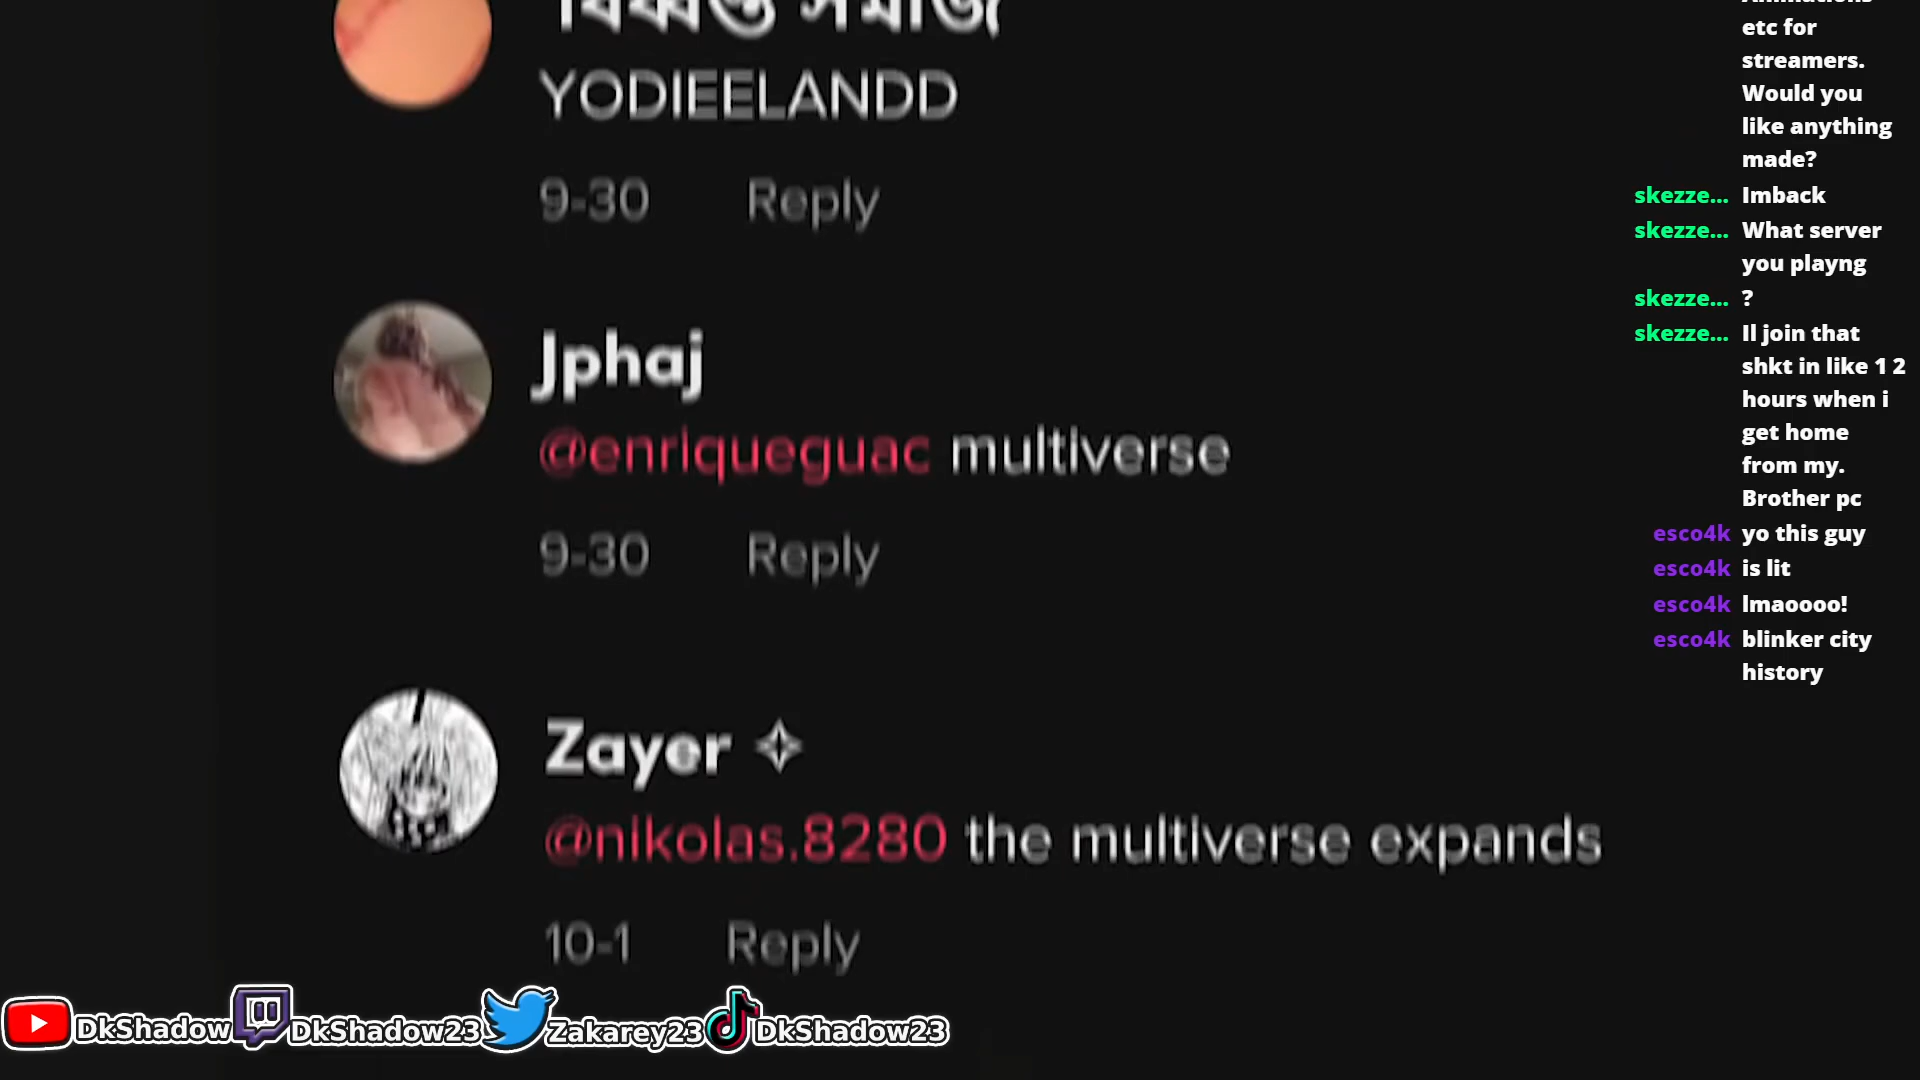 YODIEELANDD
9-30 Reply
Jphaj
@enriqueguac multiverse
9-30 Reply
Zayer ✧
@nikolas.8280 the multiverse expands
10-1 Reply
etc for
streamers.
Would you
like anything
made?
skezze... Imback
skezze... What server
you playng
skezze... ?
skezze... Il join that
shkt in like 1 2
hours when i
get home
from my.
Brother pc
esco4k yo this guy
esco4k is lit
esco4k lmaoooo!
esco4k blinker city
history
DkShadow DkShadow23 Zakarey23 DkShadow23